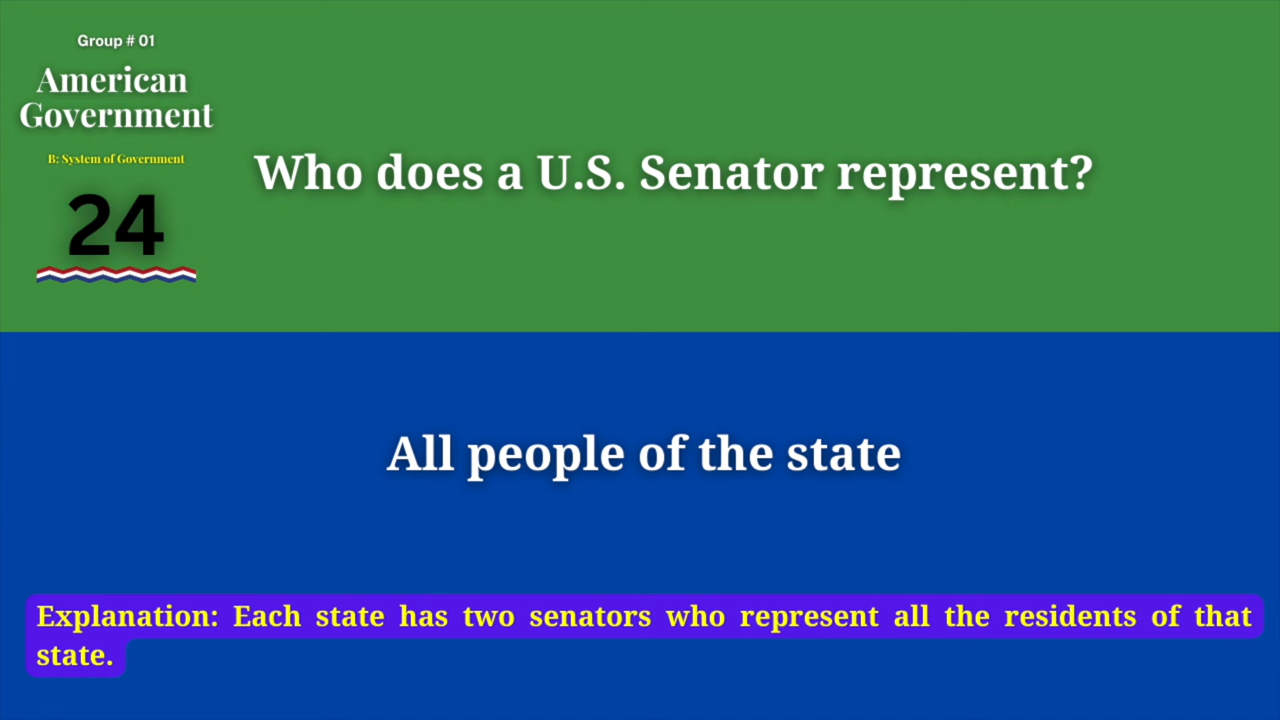 Group # 01
American
Government
B: System of Government
24
Who does a U.S. Senator represent?
All people of the state
Explanation: Each state has two senators who represent all the residents of that
state.